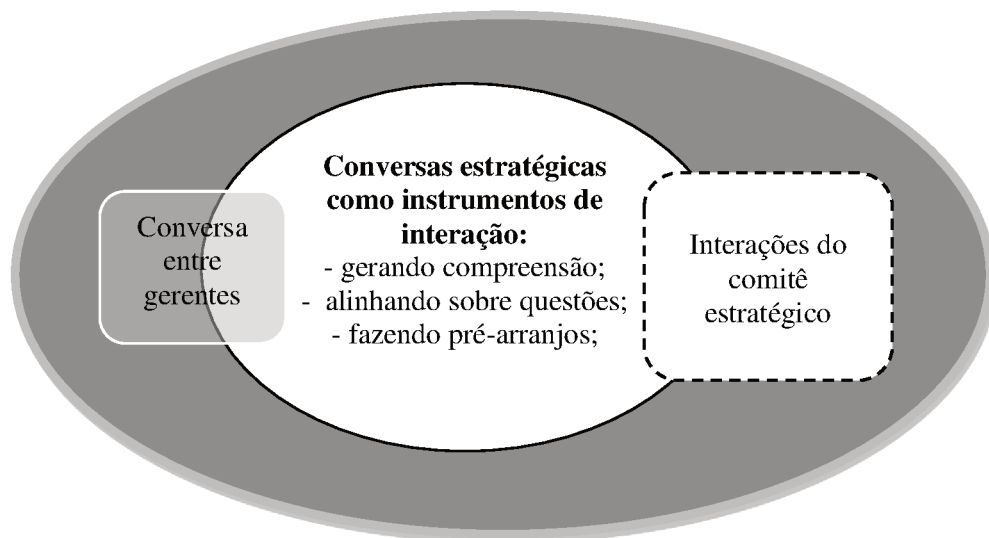 Conversas estratégicas
como instrumentos de
interação:
- gerando compreensão;
- alinhando sobre questões;
- fazendo pré-arranjos;
Conversa
entre
gerentes
Interações do
comitê
estratégico